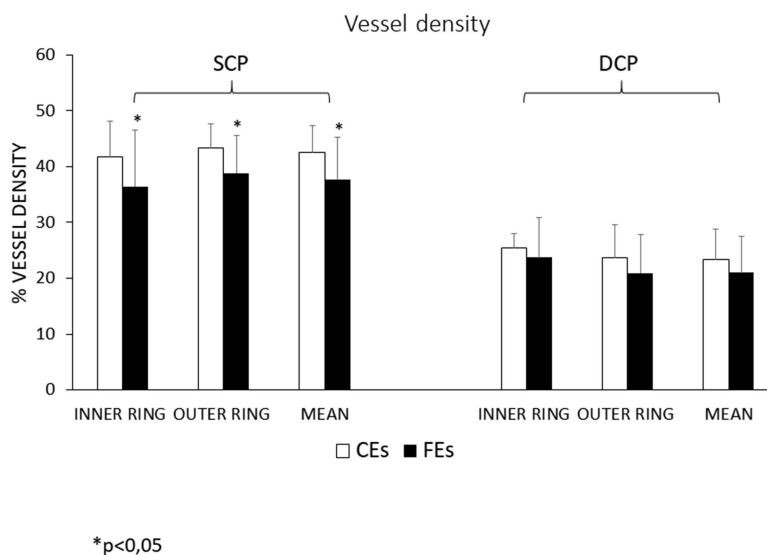 Vessel density
SCP DCP
% VESSEL DENSITY
60
50
40
30
20
10
0
* * *
INNER RING OUTER RING MEAN INNER RING OUTER RING MEAN
CEs FEs
*p<0,05